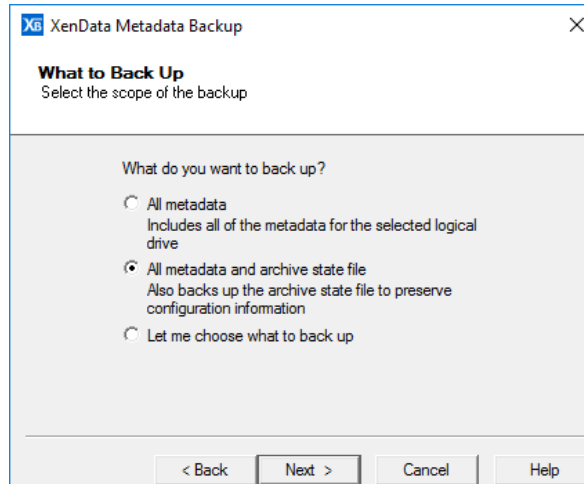 XB XenData Metadata Backup
What to Back Up
Select the scope of the backup
What do you want to back up?
All metadata
Includes all of the metadata for the selected logical
drive
All metadata and archive state file
Also backs up the archive state file to preserve
configuration information
Let me choose what to back up
< Back Next > Cancel Help